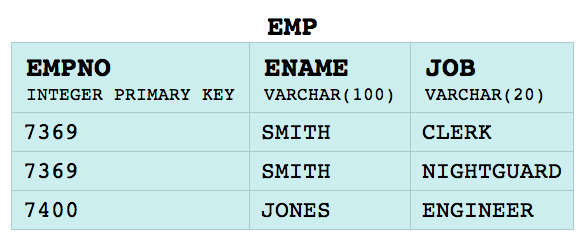 EMP
EMPNO ENAME JOB
INTEGER PRIMARY KEY VARCHAR(100) VARCHAR(20)
7369 SMITH CLERK
7369 SMITH NIGHTGUARD
7400 JONES ENGINEER